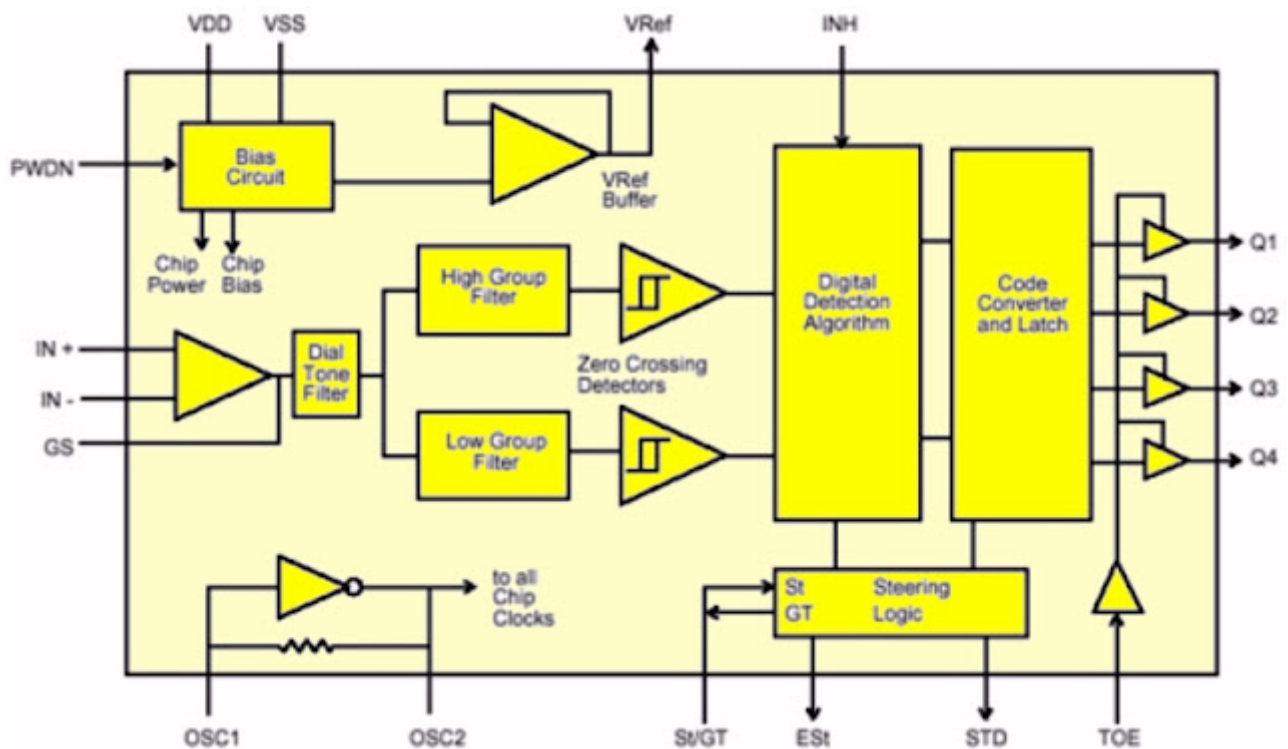 VDD
VSS
VRef
INH
PWDN
Bias
Circuit
VRef
Buffer
Chip
Power
Chip
Bias
High Group
Filter
Digital
Detection
Algorithm
Code
Converter
and Latch
Q1
Q2
Q3
Q4
IN +
IN -
GS
Dial
Tone
Filter
Zero Crossing
Detectors
Low Group
Filter
to all
Chip
Clocks
St
GT
Steering
Logic
OSC1
OSC2
St/GT
ESt
STD
TOE